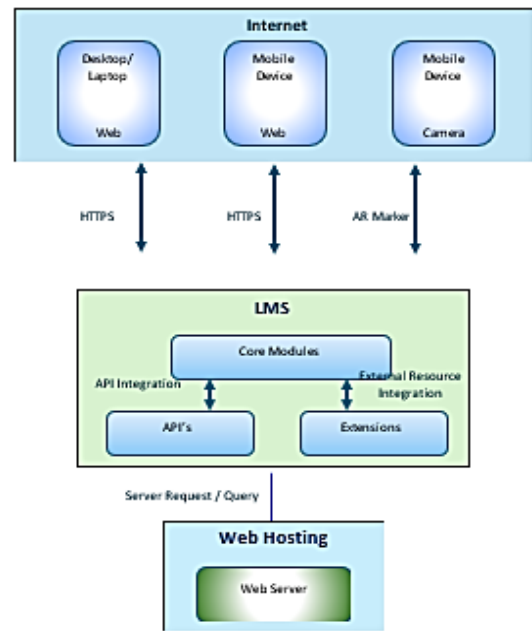 Internet
Desktop/
Laptop
Web
Mobile
Device
Web
Mobile
Device
Camera
HTTPS
HTTPS
AR Marker
LMS
Core Modules
API Integration
External Resource
Integration
API's
Extensions
Server Request / Query
Web Hosting
Web Server